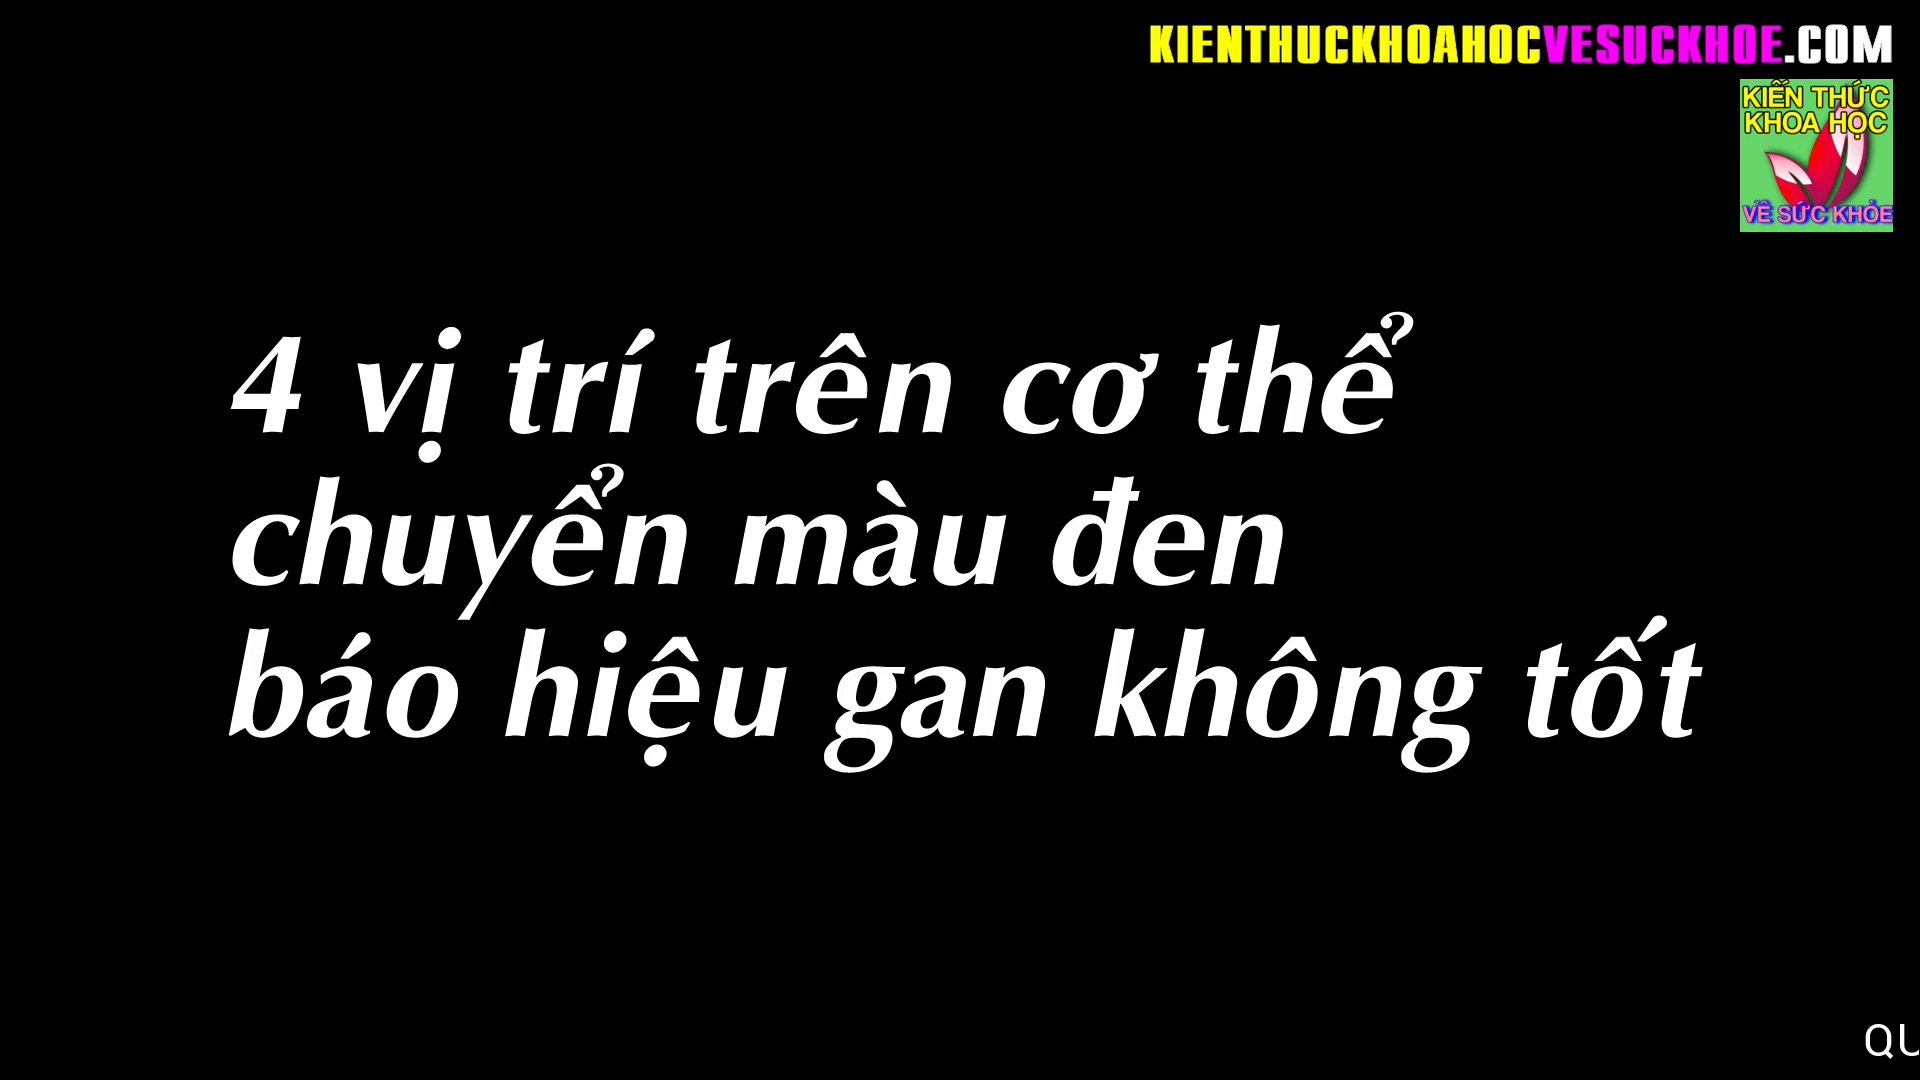 KIENTHUCKHOAHOCVESUCKHOE.COM
KIẾN THỨC
KHOA HỌC
VỀ SỨC KHỎE
4 vị trí trên cơ thể
chuyển màu đen
báo hiệu gan không tốt
QU